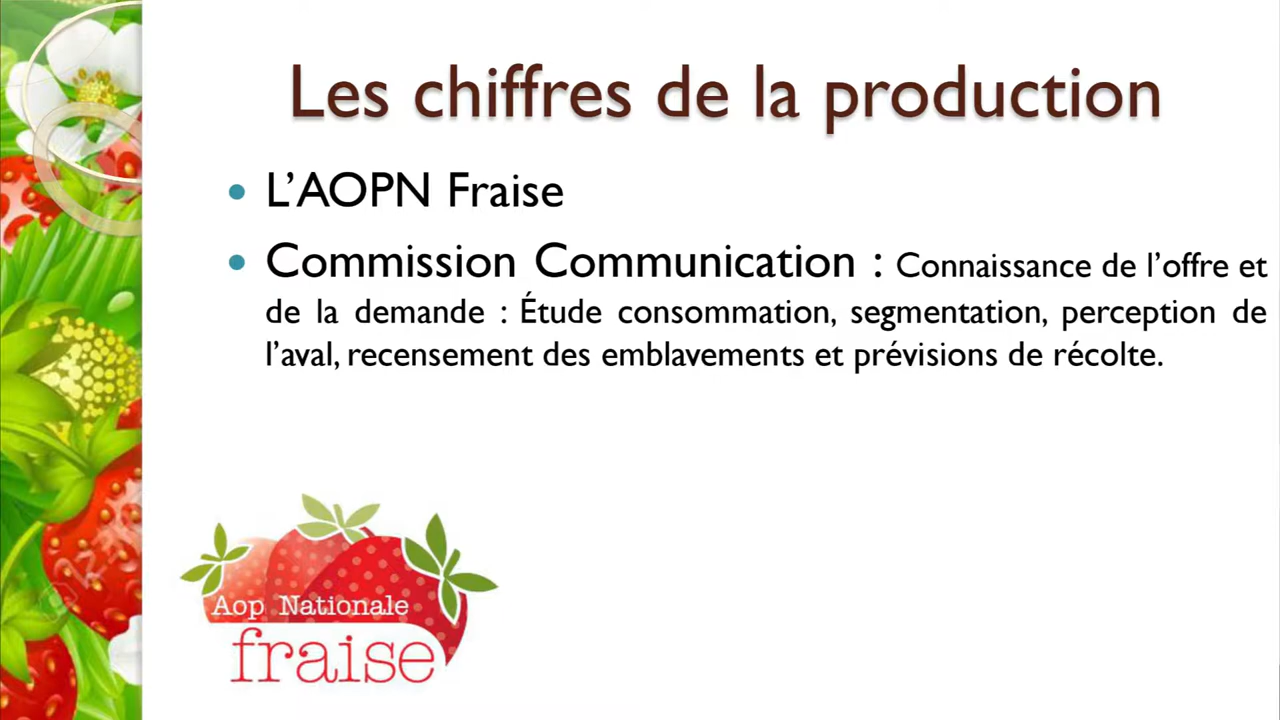 Les chiffres de la production
• L’AOPN Fraise
• Commission Communication : Connaissance de l’offre et
de la demande : Étude consommation, segmentation, perception de
l’aval, recensement des emblavements et prévisions de récolte.
Aop Nationale
fraise